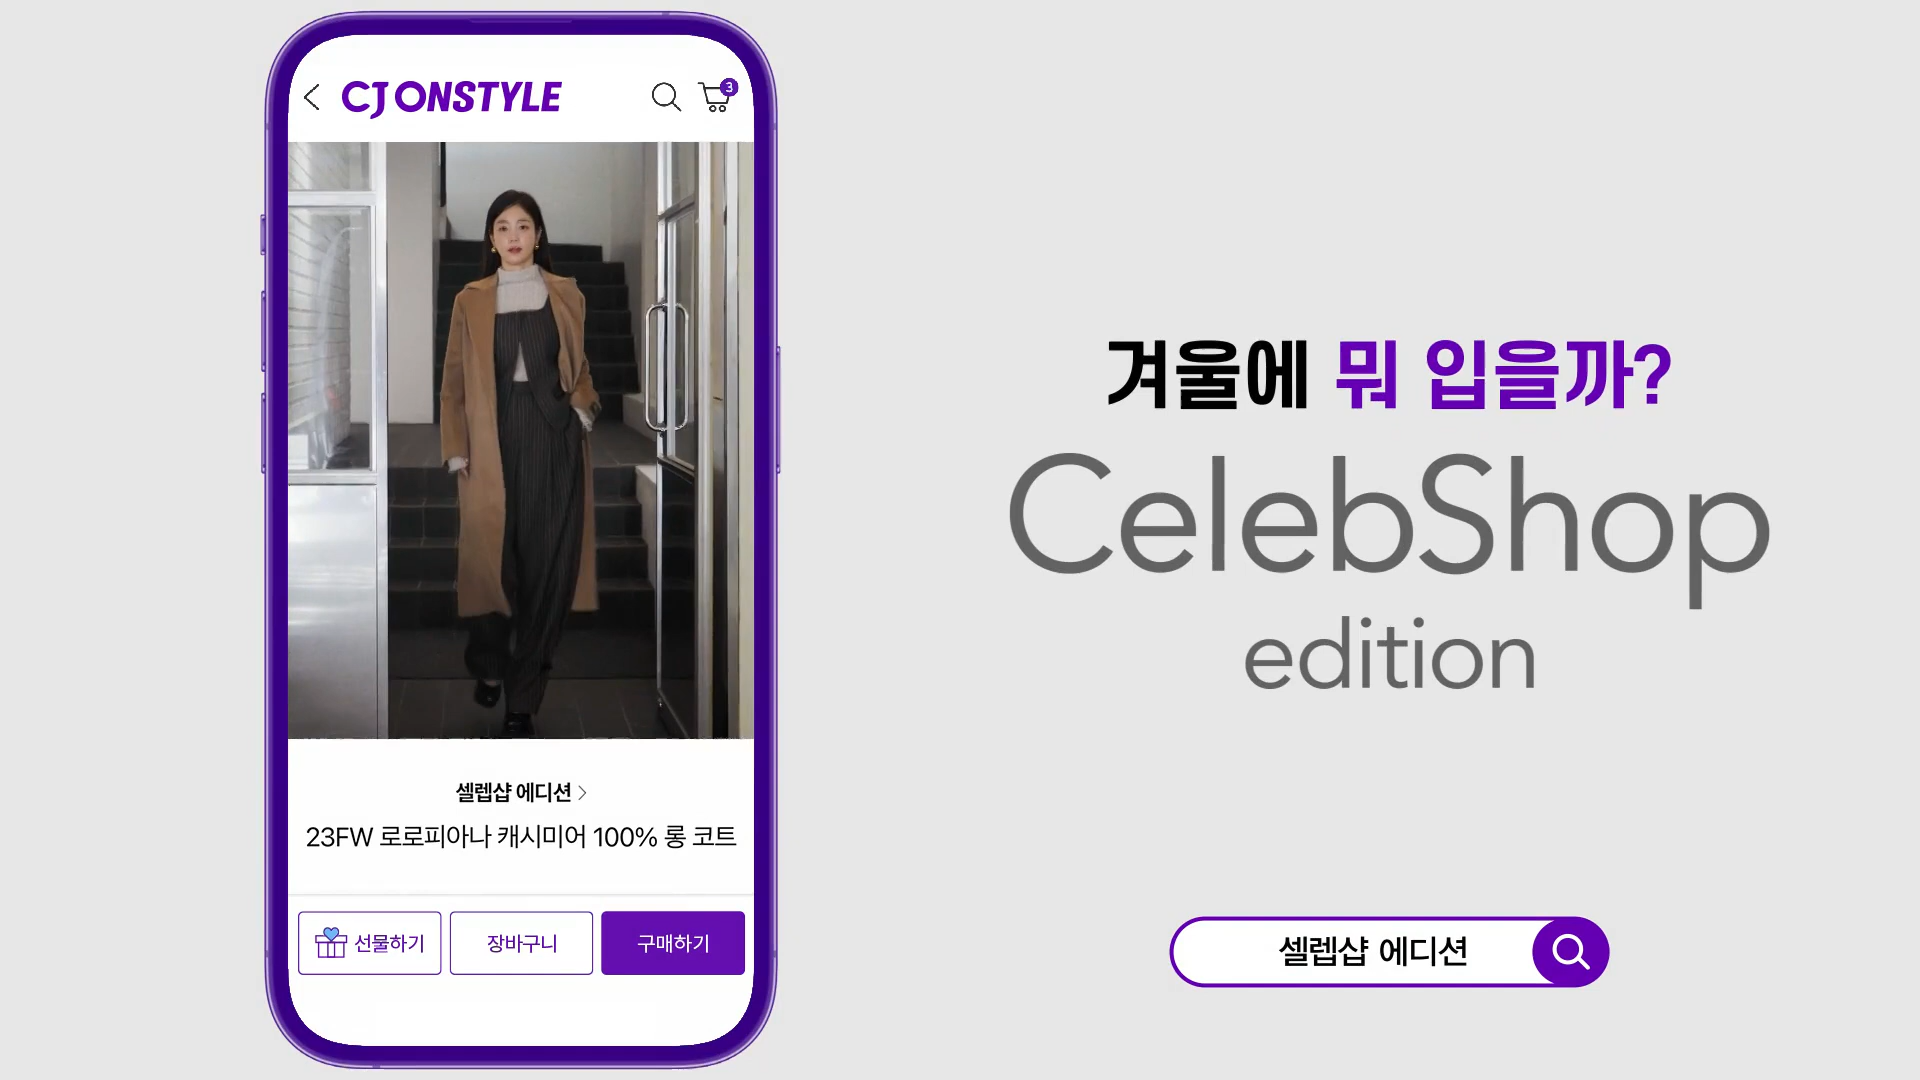 CJ ONSTYLE
3
셀렙샵 에디션 >
23FW 로로피아나 캐시미어 100% 롱 코트
선물하기
장바구니
구매하기
겨울에 뭐 입을까?
CelebShop
edition
셀렙샵 에디션